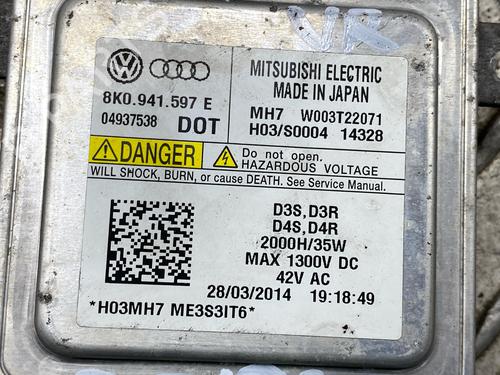 VR
8K0.941.597 E
04937538 DOT
MITSUBISHI ELECTRIC
MADE IN JAPAN
MH7 W003T22071
H03/S0004 14328
DANGER
Do not open.
HAZARDOUS VOLTAGE
WILL SHOCK, BURN, or cause DEATH. See Service Manual.
D3S,D3R
D4S,D4R
2000H/35W
MAX 1300V DC
42V AC
28/03/2014 19:18:49
*H03MH7 ME3S3IT6*